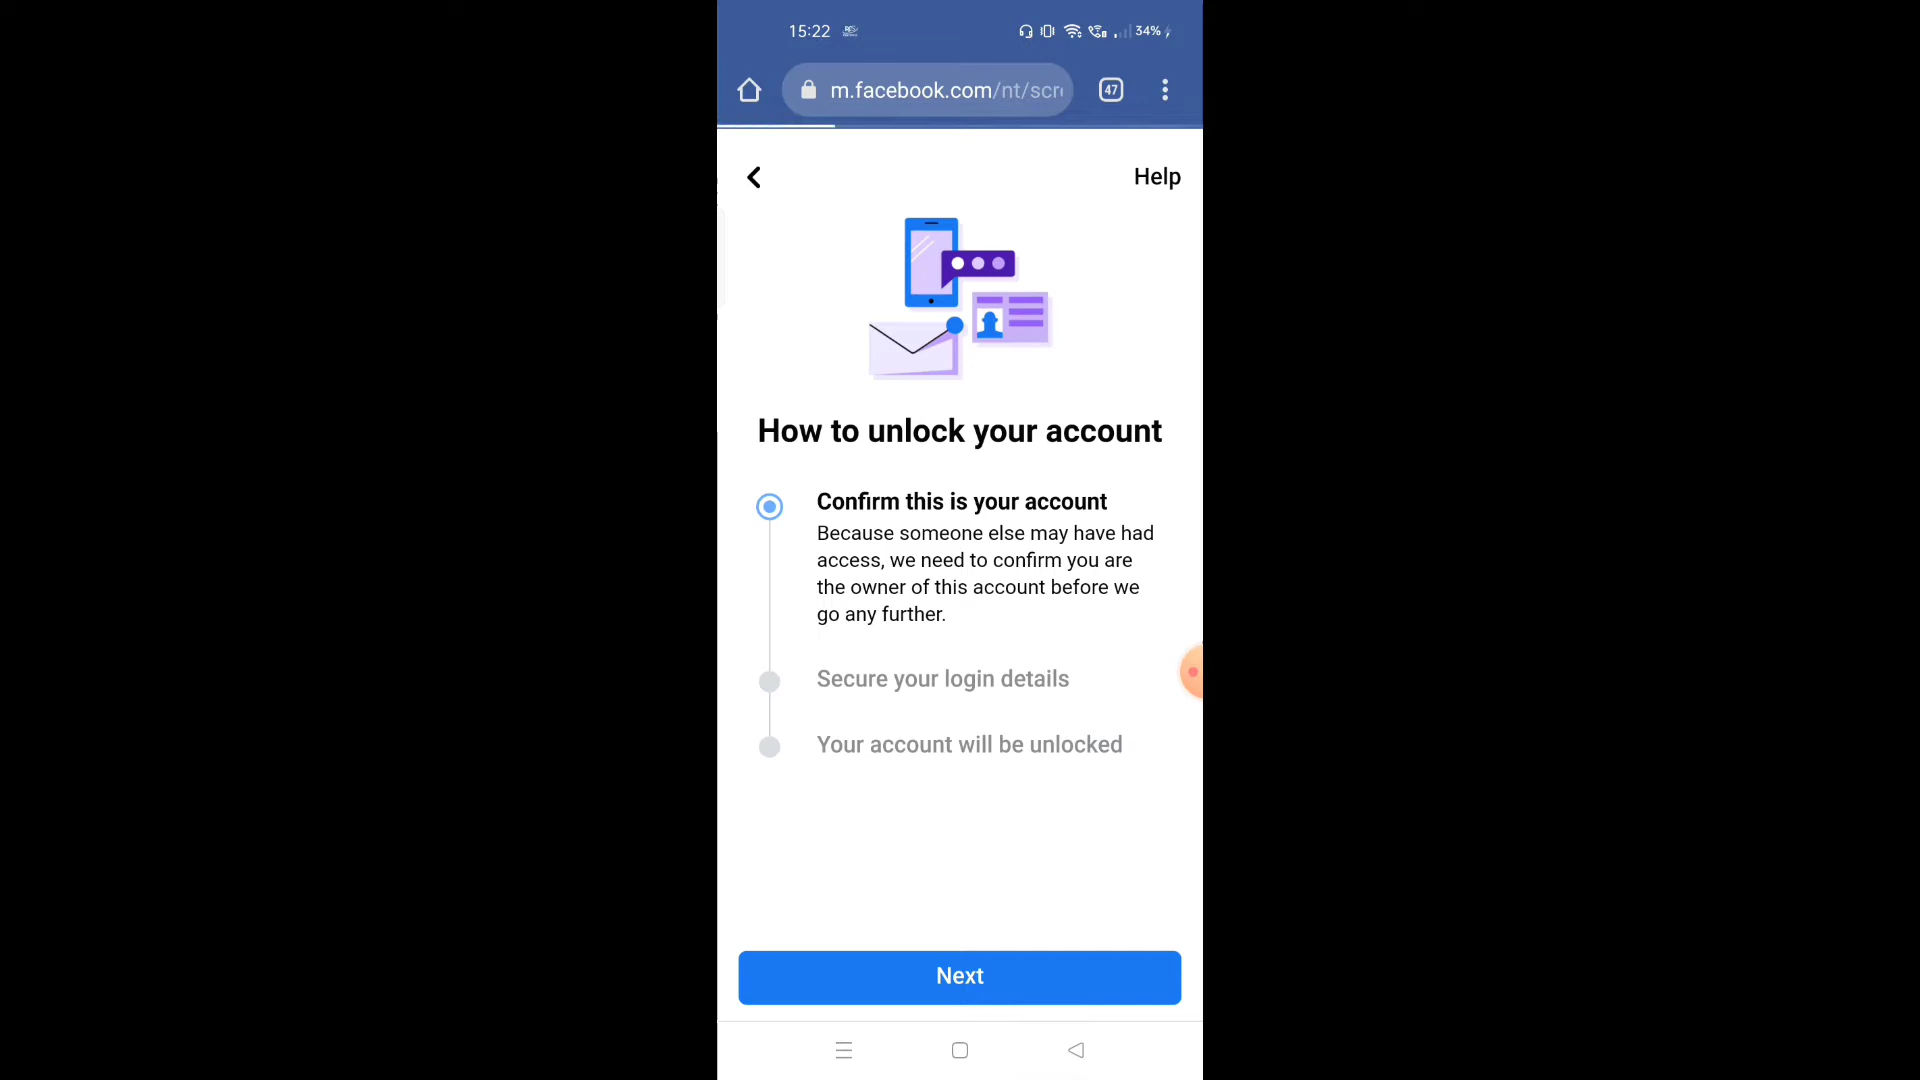 15:22 34%
m.facebook.com/nt/scr
47
Help
How to unlock your account
Confirm this is your account
Because someone else may have had
access, we need to confirm you are
the owner of this account before we
go any further.
Secure your login details
Your account will be unlocked
Next